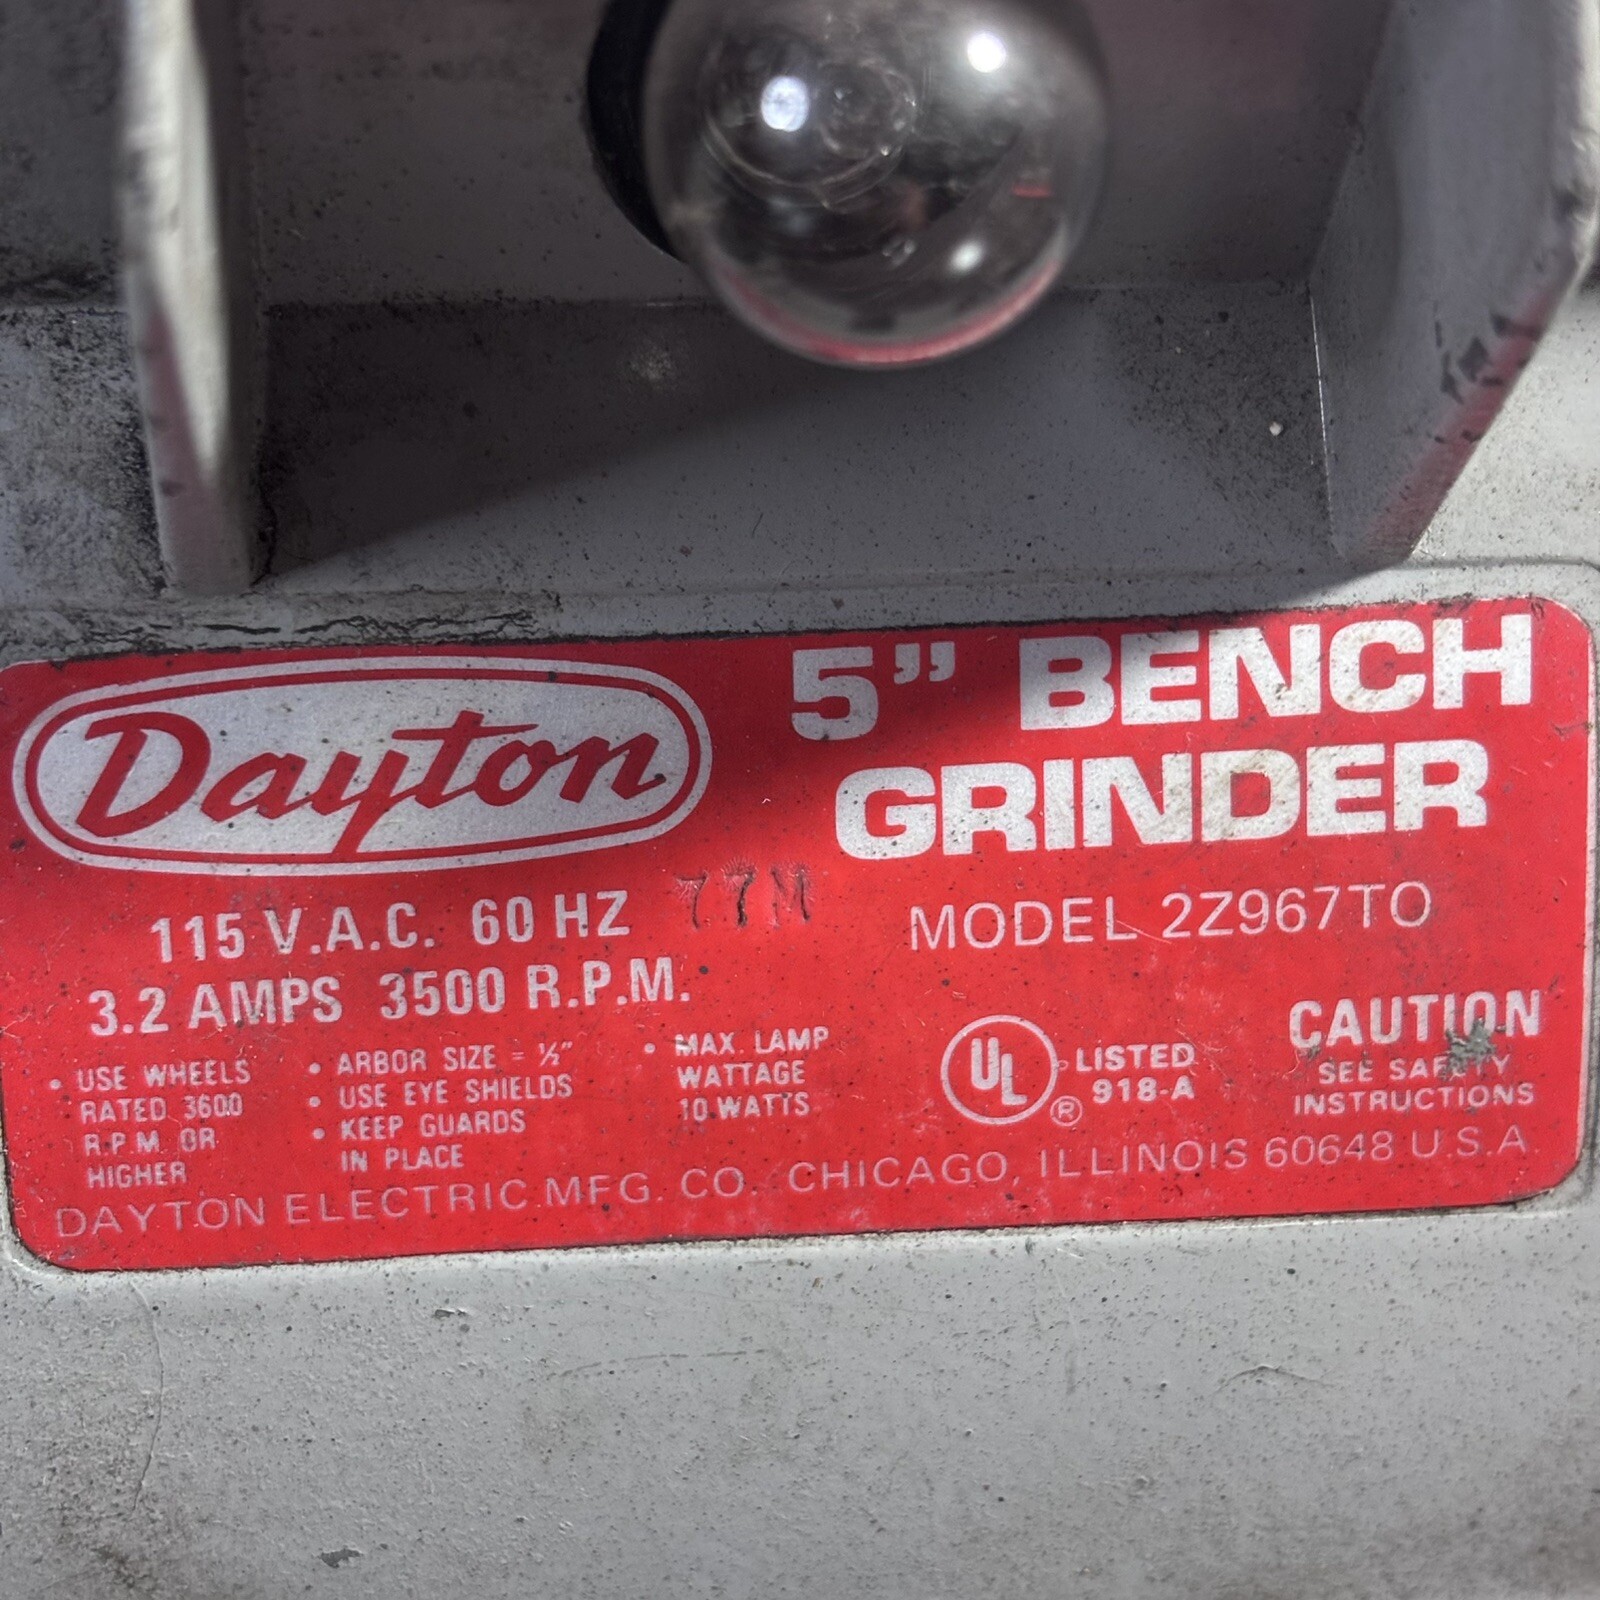 Dayton
5” BENCH
GRINDER
115 V.A.C. 60 HZ 77M
3.2 AMPS 3500 R.P.M.
MODEL 2Z967TO
• USE WHEELS
RATED 3600
R.P.M. OR
HIGHER
• ARBOR SIZE = ½”
• USE EYE SHIELDS
• KEEP GUARDS
IN PLACE
• MAX. LAMP
WATTAGE
10 WATTS
UL ®
LISTED
918-A
CAUTION
SEE SAFETY
INSTRUCTIONS
DAYTON ELECTRIC MFG. CO. CHICAGO, ILLINOIS 60648 U.S.A.